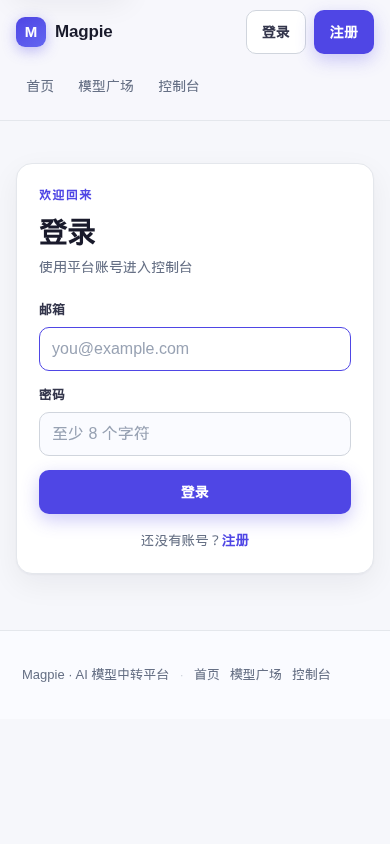 M Magpie 登录 注册
首页 模型广场 控制台
欢迎回来
登录
使用平台账号进入控制台
邮箱
you@example.com
密码
至少 8 个字符
登录
还没有账号？注册
Magpie · AI 模型中转平台 · 首页 模型广场 控制台